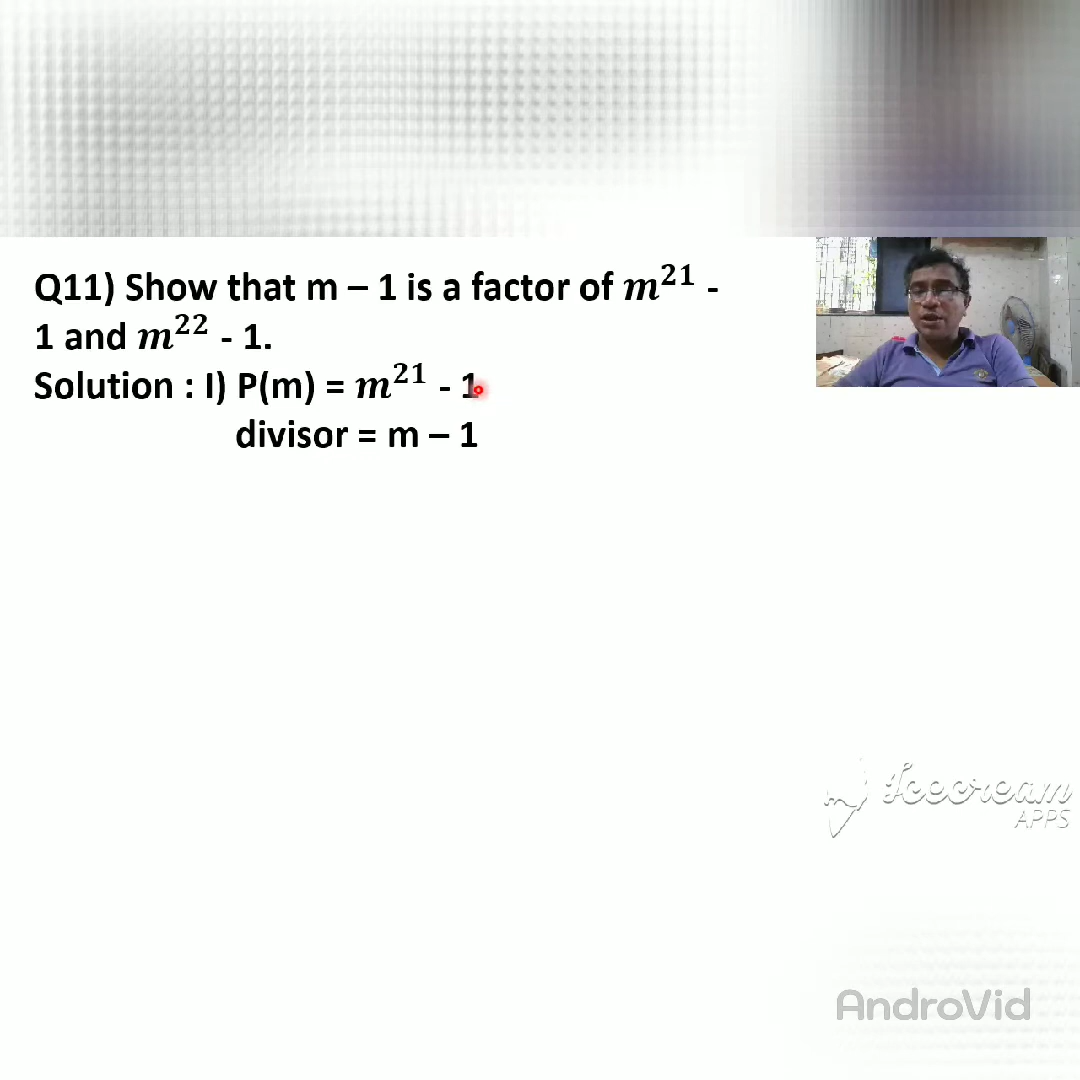 Q11) Show that m – 1 is a factor of m²¹ -
1 and m²² - 1.
Solution : I) P(m) = m²¹ - 1
divisor = m – 1
Icecream
APPS
AndroVid